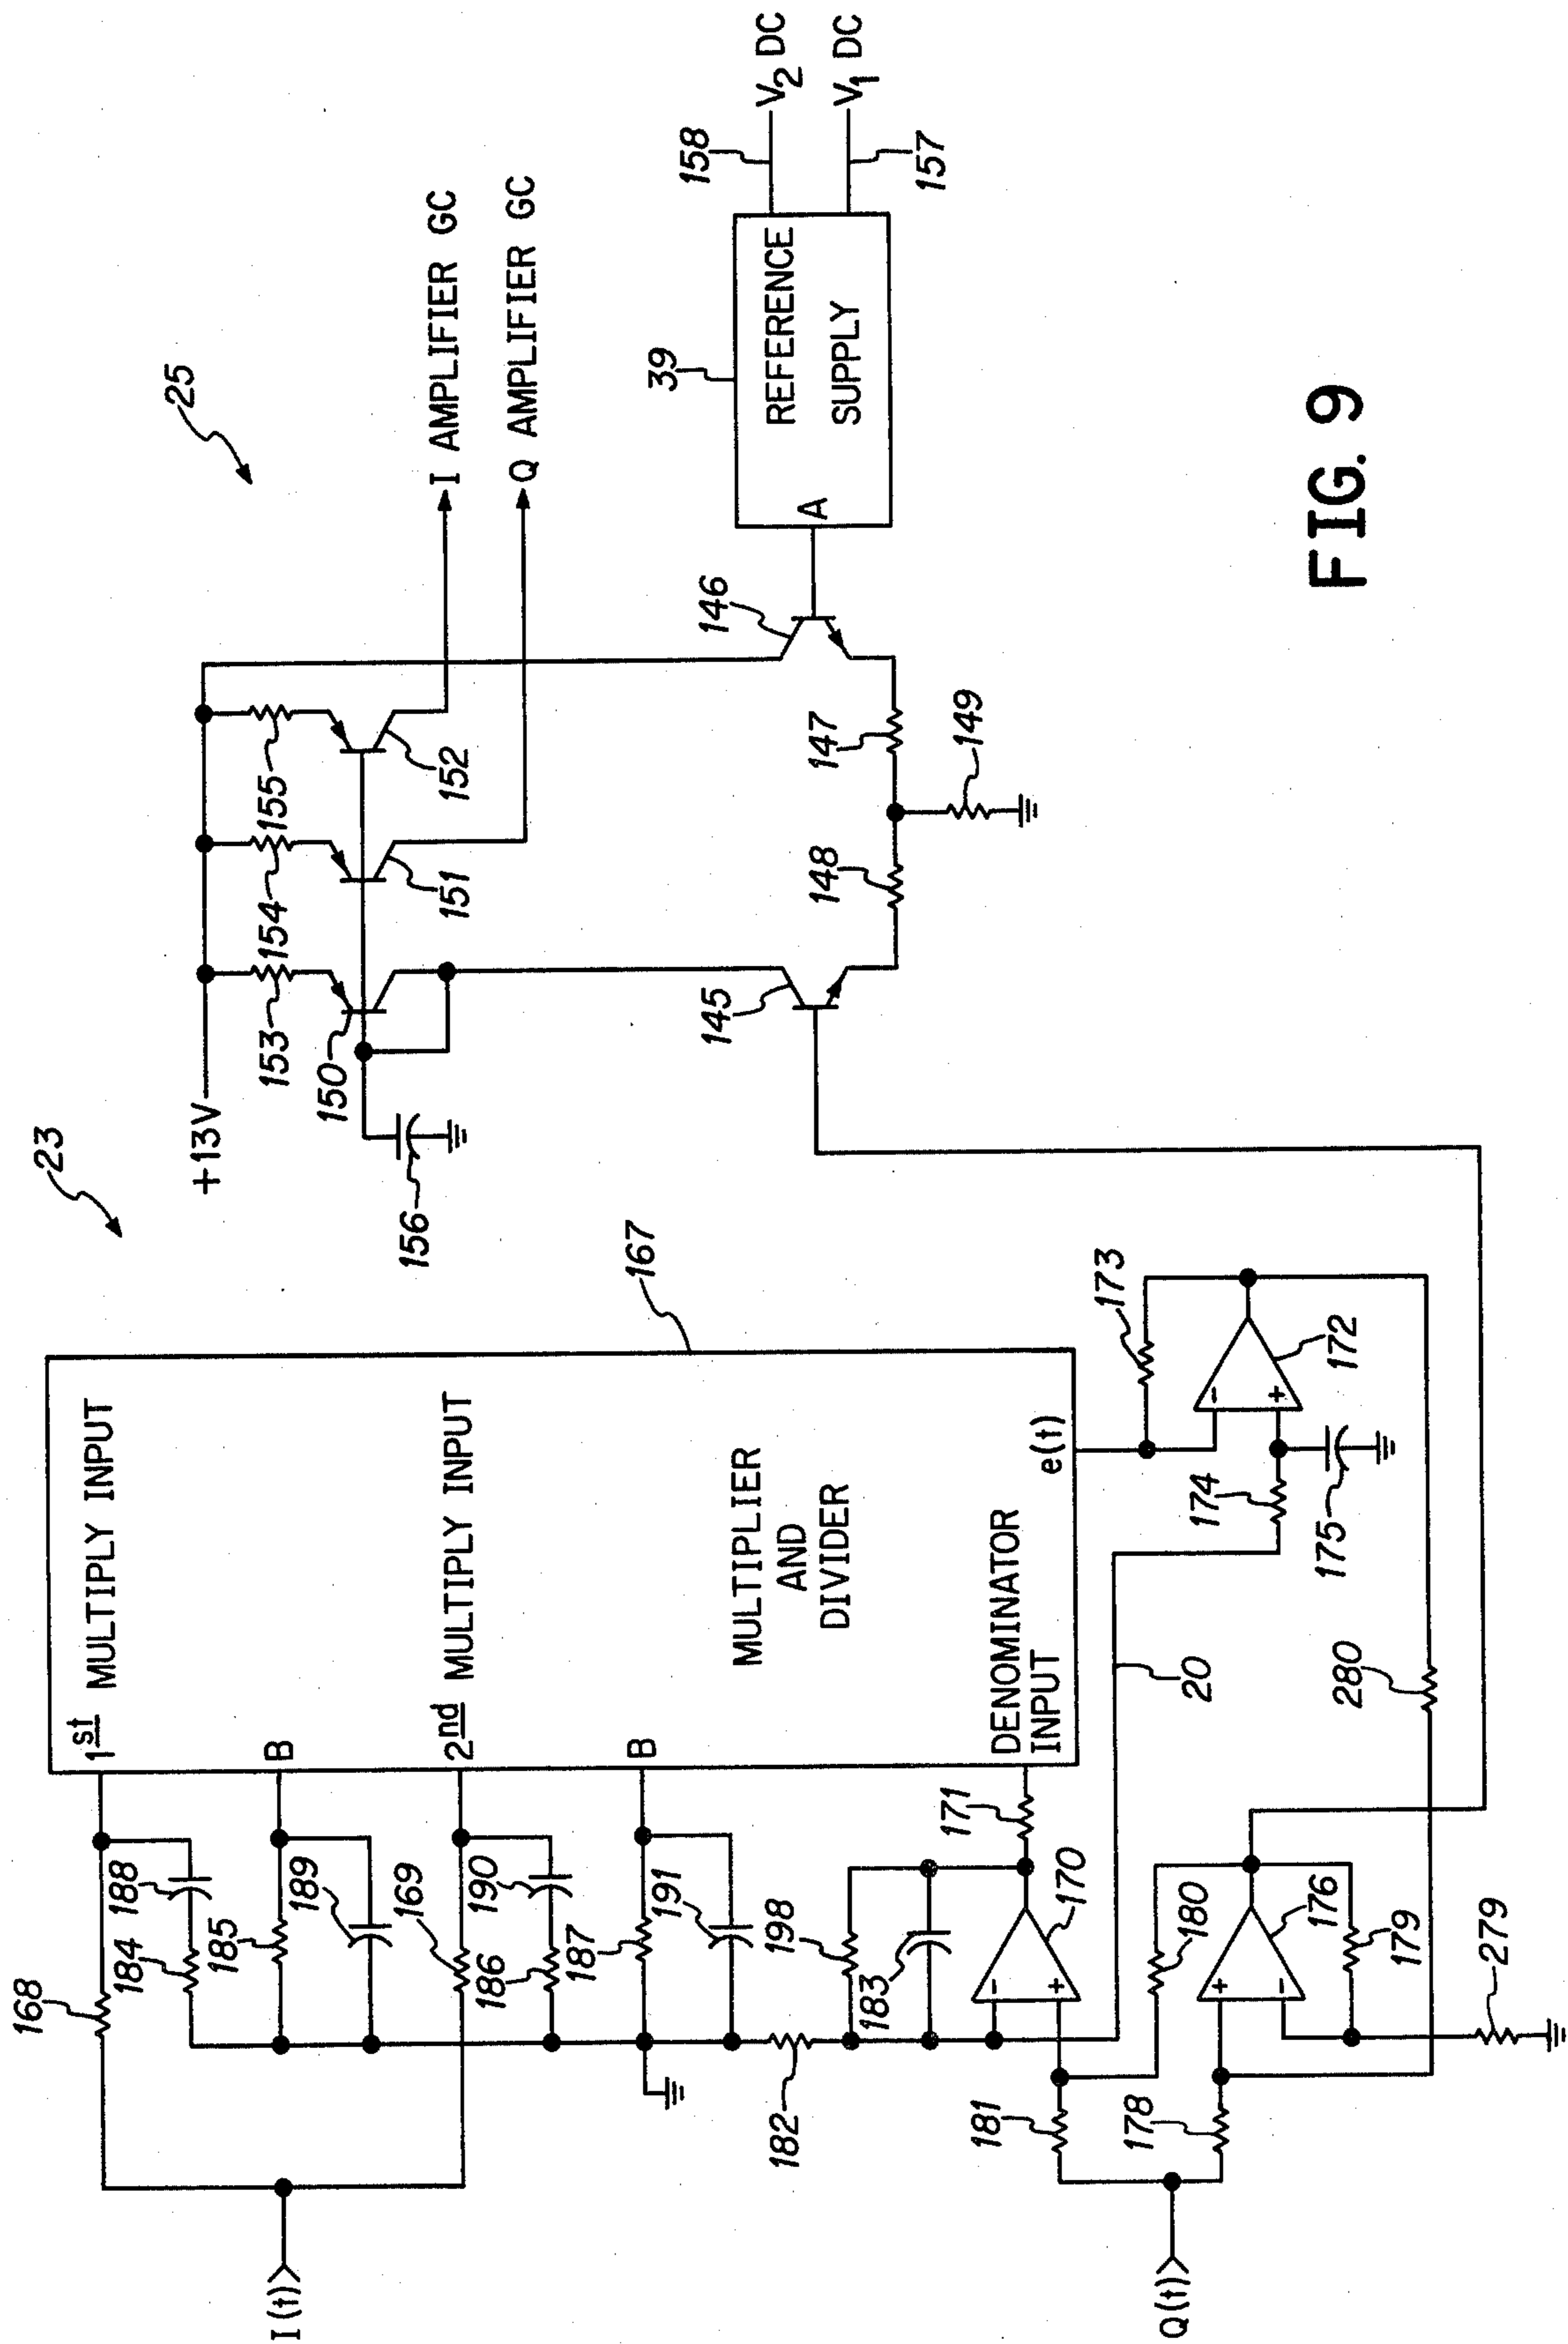 23
25
I(t)
168
188
184
185
189
169
190
186
187
191
182
198
183
170
171
181
178
Q(t)
180
176
179
279
280
20
1st MULTIPLY INPUT
B
2nd MULTIPLY INPUT
B
MULTIPLIER
AND
DIVIDER
DENOMINATOR
INPUT
e(t)
167
173
172
174
175
+13V
153
154
155
150
151
152
156
145
146
148
147
149
I AMPLIFIER GC
Q AMPLIFIER GC
39
A
REFERENCE
SUPPLY
158
V2 DC
V1 DC
157
-
+
+
-
-
+
FIG. 9